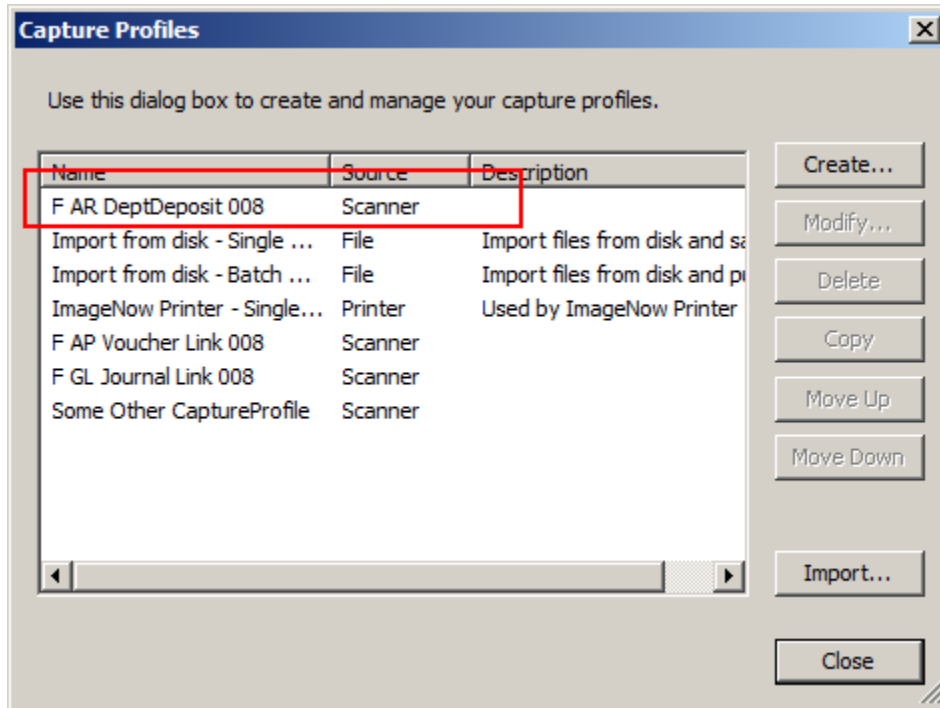 Capture Profiles
Use this dialog box to create and manage your capture profiles.
Name Source Description
F AR DeptDeposit 008 Scanner
Import from disk - Single ... File Import files from disk and sa
Import from disk - Batch ... File Import files from disk and pu
ImageNow Printer - Single... Printer Used by ImageNow Printer
F AP Voucher Link 008 Scanner
F GL Journal Link 008 Scanner
Some Other CaptureProfile Scanner
Create...
Modify...
Delete
Copy
Move Up
Move Down
Import...
Close